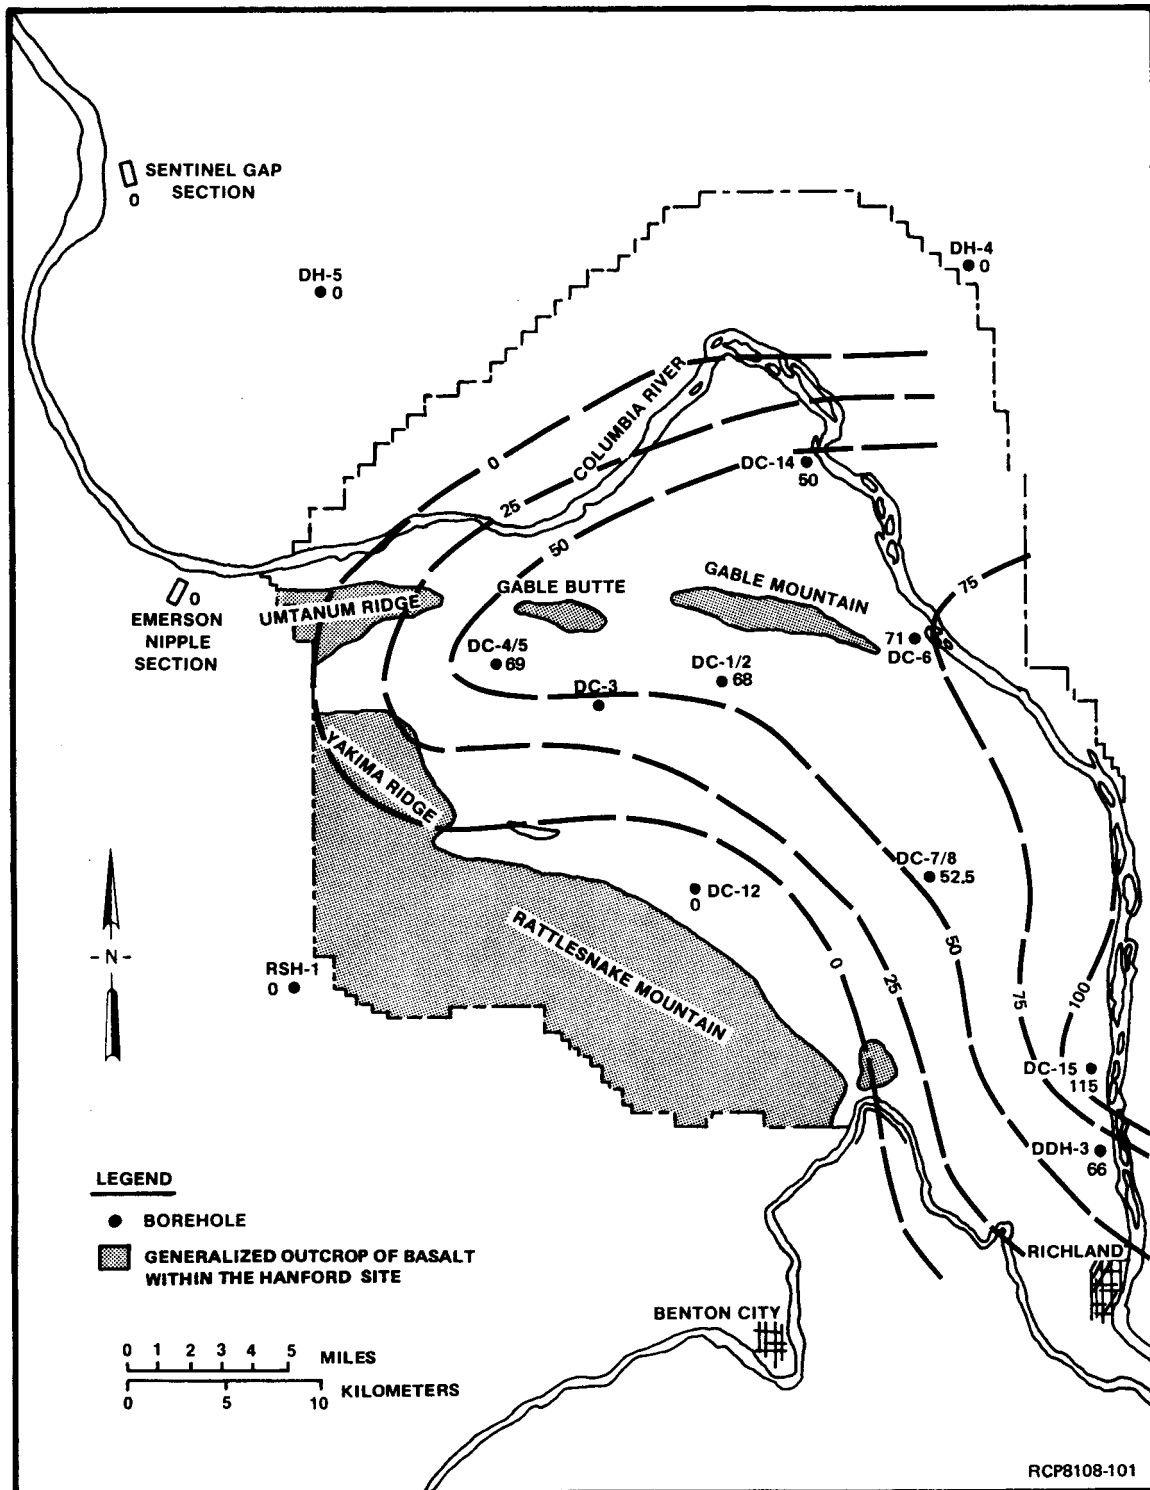 SENTINEL GAP
SECTION
0
DH-5
0
DH-4
0
COLUMBIA RIVER
0
25
50
DC-14
50
75
EMERSON
NIPPLE
SECTION
0
UMTANUM RIDGE
GABLE BUTTE
GABLE MOUNTAIN
DC-4/5
69
DC-3
DC-1/2
68
71
DC-6
YAKIMA RIDGE
DC-7/8
52.5
DC-12
0
RATTLESNAKE MOUNTAIN
RSH-1
0
-N-
0
25
50
75
100
DC-15
115
DDH-3
66
RICHLAND
BENTON CITY
LEGEND
BOREHOLE
GENERALIZED OUTCROP OF BASALT
WITHIN THE HANFORD SITE
0 1 2 3 4 5 MILES
KILOMETERS
0 5 10
RCP8108-101